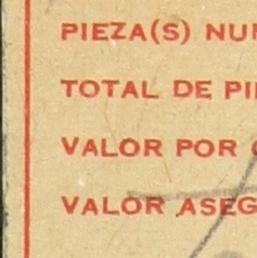 PIEZA(S) NUM
TOTAL DE PI
VALOR POR
VALOR ASEG